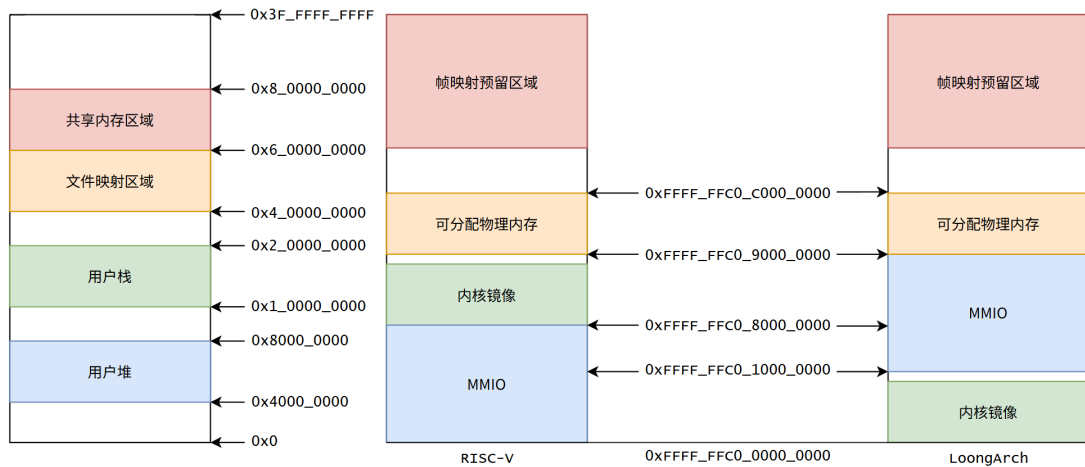 0x3F_FFFF_FFFF
0x8_0000_0000
共享内存区域
0x6_0000_0000
文件映射区域
0x4_0000_0000
0x2_0000_0000
用户栈
0x1_0000_0000
0x8000_0000
用户堆
0x4000_0000
0x0
帧映射预留区域
可分配物理内存
内核镜像
MMIO
RISC-V
0xFFFF_FFC0_C000_0000
0xFFFF_FFC0_9000_0000
0xFFFF_FFC0_8000_0000
0xFFFF_FFC0_1000_0000
0xFFFF_FFC0_0000_0000
帧映射预留区域
可分配物理内存
MMIO
内核镜像
LoongArch